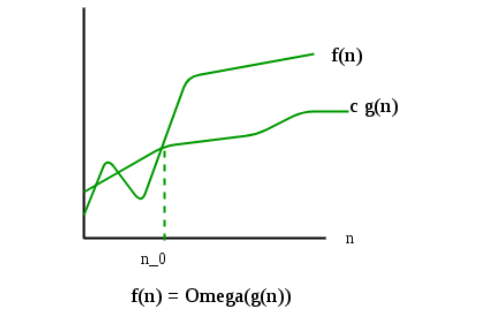 f(n)
c g(n)
n
n_0
f(n) = Omega(g(n))